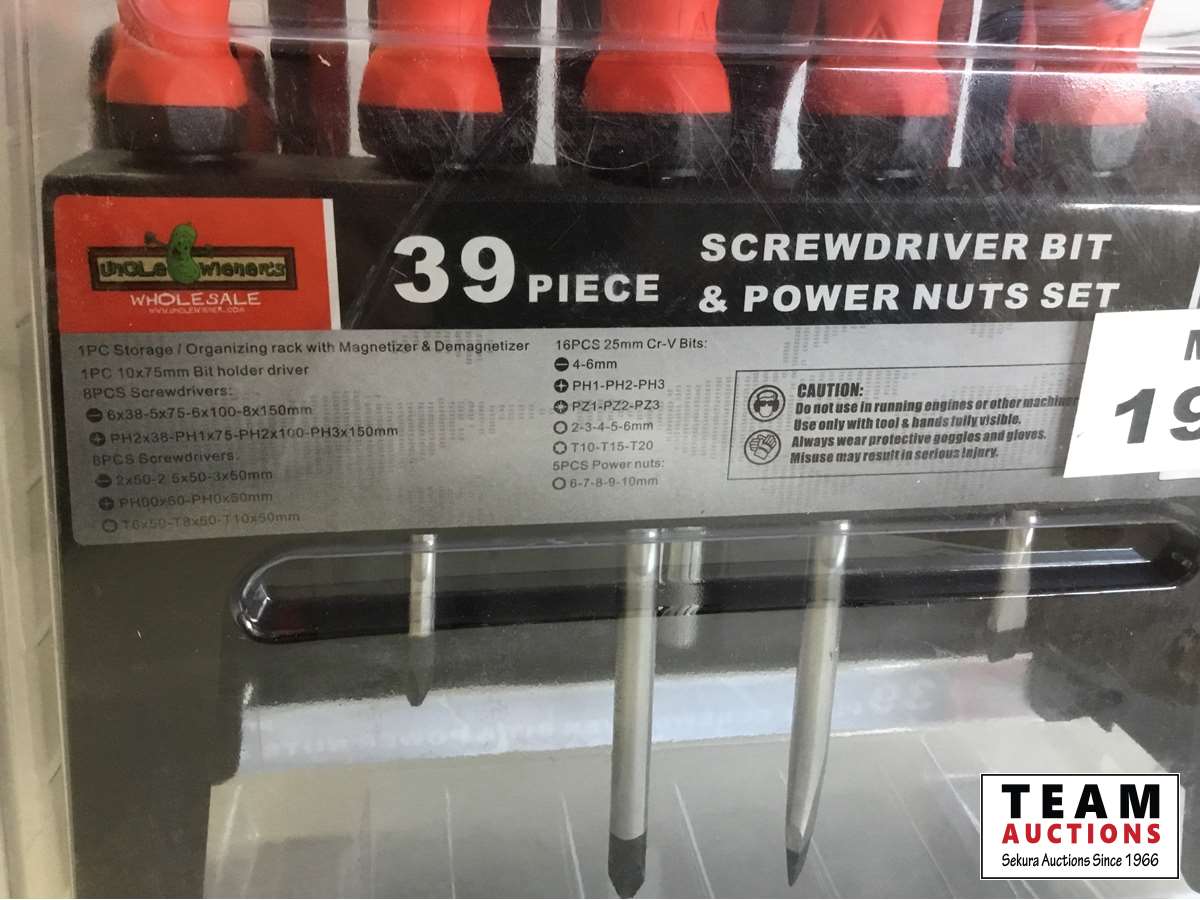 UNCLE WIENER'S
WHOLESALE
WWW.UNCLEWIENER.COM
39 PIECE
SCREWDRIVER BIT
& POWER NUTS SET
1PC Storage / Organizing rack with Magnetizer & Demagnetizer
1PC 10x75mm Bit holder driver
8PCS Screwdrivers:
6x38-5x75-6x100-8x150mm
PH2x38-PH1x75-PH2x100-PH3x150mm
8PCS Screwdrivers:
2x50-2.5x50-3x50mm
PH00x50-PH0x50mm
T6x50-T8x50-T10x50mm
16PCS 25mm Cr-V Bits:
4-6mm
PH1-PH2-PH3
PZ1-PZ2-PZ3
2-3-4-5-6mm
T10-T15-T20
5PCS Power nuts:
6-7-8-9-10mm
CAUTION:
Do not use in running engines or other machiner
Use only with tool & hands fully visible.
Always wear protective goggles and gloves.
Misuse may result in serious injury.
19
TEAM
AUCTIONS
Sekura Auctions Since 1966